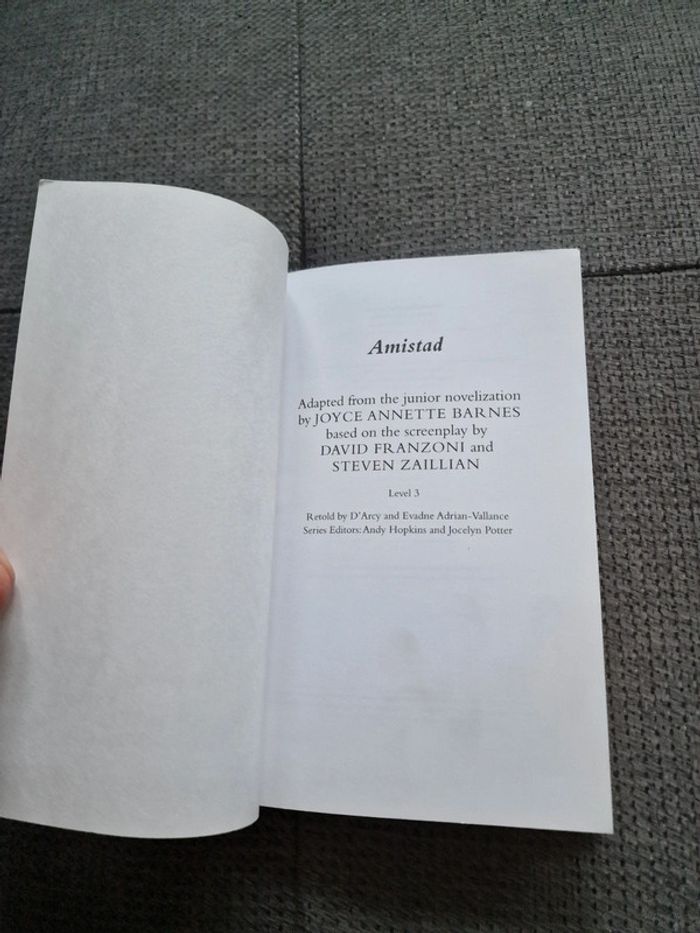 Amistad
Adapted from the junior novelization
by JOYCE ANNETTE BARNES
based on the screenplay by
DAVID FRANZONI and
STEVEN ZAILLIAN
Level 3
Retold by D'Arcy and Evadne Adrian-Vallance
Series Editors: Andy Hopkins and Jocelyn Potter